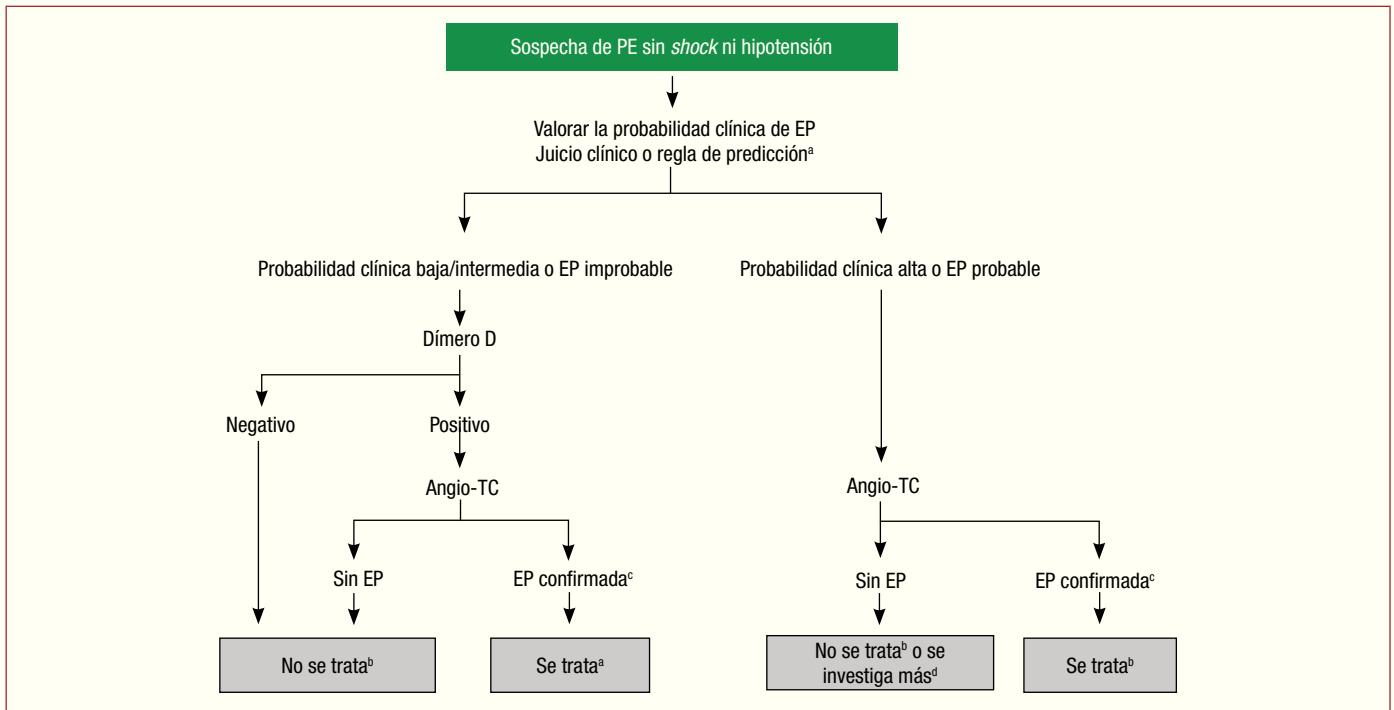 Sospecha de PE sin shock ni hipotensión
Valorar la probabilidad clínica de EP
Juicio clínico o regla de predicciónᵃ
Probabilidad clínica baja/intermedia o EP improbable
Probabilidad clínica alta o EP probable
Dímero D
Negativo
Positivo
Angio-TC
Angio-TC
Sin EP
EP confirmadaᶜ
Sin EP
EP confirmadaᶜ
No se trataᵇ
Se trataᵃ
No se trataᵇ o se
investiga másᵈ
Se trataᵇ